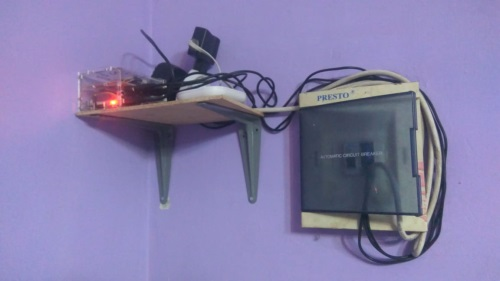 PRESTO®
AUTOMATIC CIRCUIT BREAKER